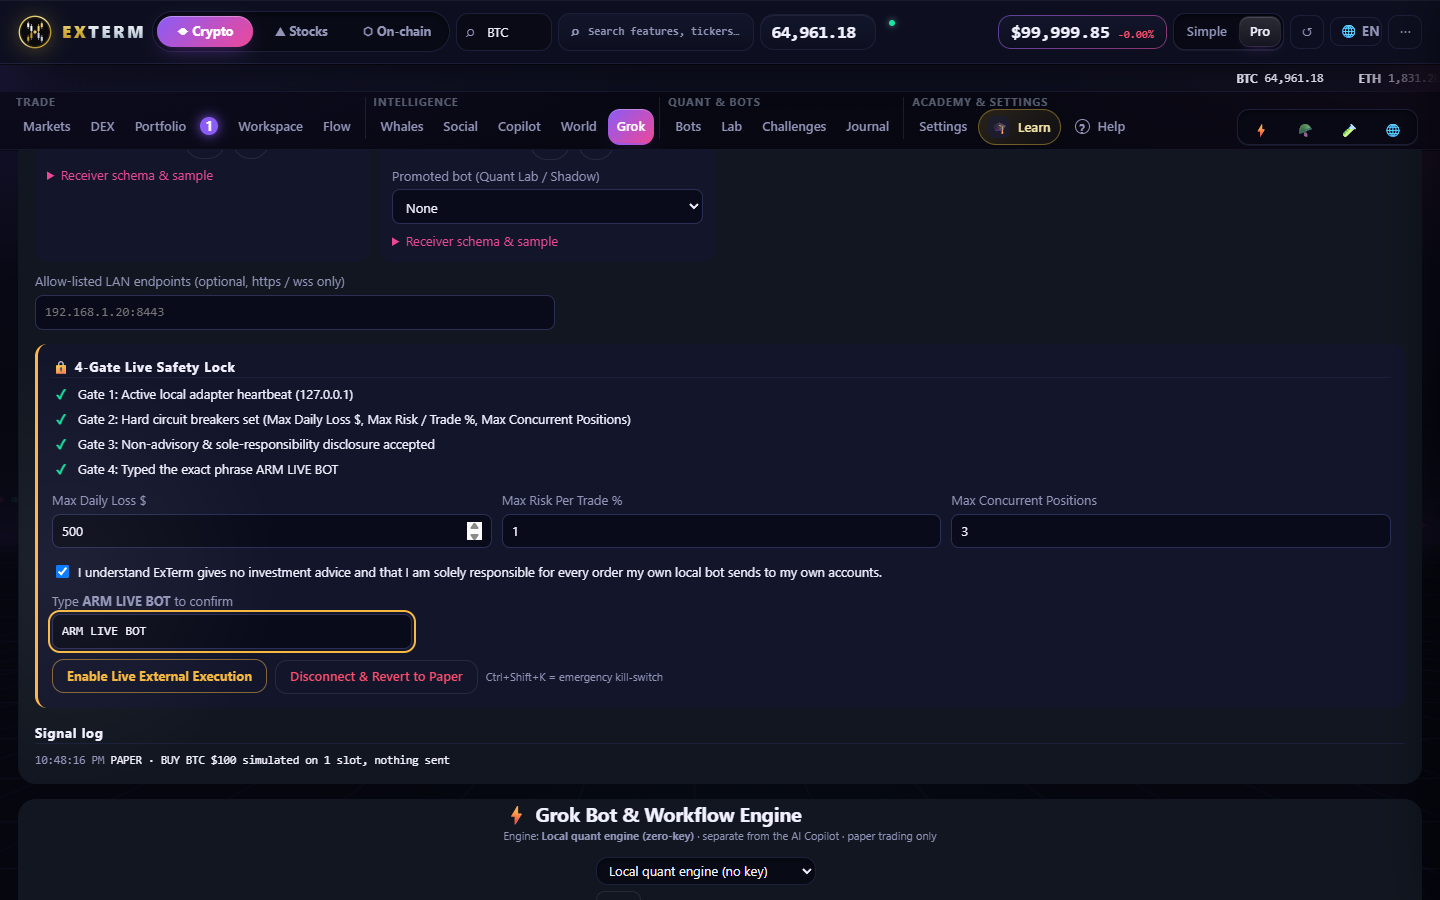 EXTERM
Crypto
Stocks
On-chain
BTC
search features, tickers…
64,961.18
$99,999.85 -0.00%
Simple
Pro
EN
BTC 64,961.18 ETH 1,831.2
TRADE
Markets DEX Portfolio 1 Workspace Flow
INTELLIGENCE
Whales Social Copilot World Grok
QUANT & BOTS
Bots Lab Challenges Journal
ACADEMY & SETTINGS
Settings Learn ? Help
Receiver schema & sample
Promoted bot (Quant Lab / Shadow)
None
Receiver schema & sample
Allow-listed LAN endpoints (optional, https / wss only)
192.168.1.20:8443
4-Gate Live Safety Lock
✓ Gate 1: Active local adapter heartbeat (127.0.0.1)
✓ Gate 2: Hard circuit breakers set (Max Daily Loss $, Max Risk / Trade %, Max Concurrent Positions)
✓ Gate 3: Non-advisory & sole-responsibility disclosure accepted
✓ Gate 4: Typed the exact phrase ARM LIVE BOT
Max Daily Loss $
500
Max Risk Per Trade %
1
Max Concurrent Positions
3
I understand ExTerm gives no investment advice and that I am solely responsible for every order my own local bot sends to my own accounts.
Type ARM LIVE BOT to confirm
ARM LIVE BOT
Enable Live External Execution
Disconnect & Revert to Paper
Ctrl+Shift+K = emergency kill-switch
Signal log
10:48:16 PM PAPER · BUY BTC $100 simulated on 1 slot, nothing sent
Grok Bot & Workflow Engine
Engine: Local quant engine (zero-key) · separate from the AI Copilot · paper trading only
Local quant engine (no key)